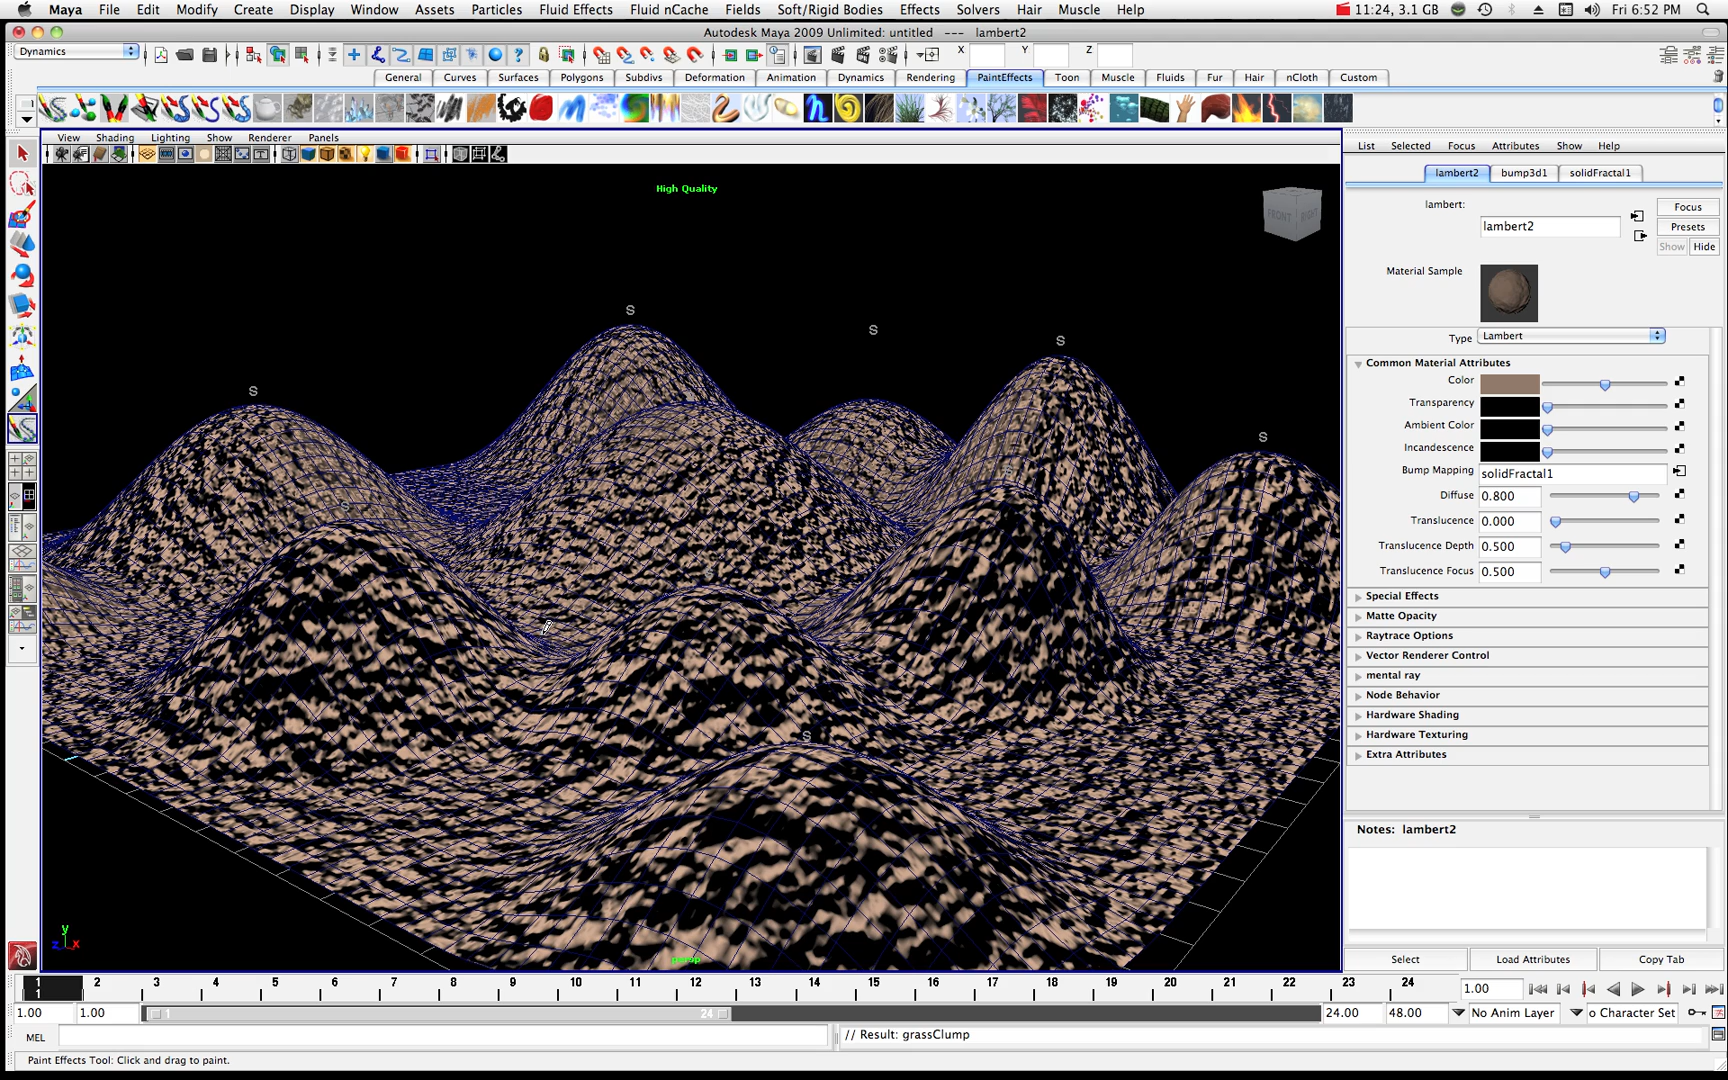 Maya File Edit Modify Create Display Window Assets Particles Fluid Effects Fluid nCache Fields Soft/Rigid Bodies Effects Solvers Hair Muscle Help 11:24, 3.1 GB Fri 6:52 PM
Autodesk Maya 2009 Unlimited: untitled --- lambert2
Dynamics X Y Z
General Curves Surfaces Polygons Subdivs Deformation Animation Dynamics Rendering PaintEffects Toon Muscle Fluids Fur Hair nCloth Custom
View Shading Lighting Show Renderer Panels
List Selected Focus Attributes Show Help
lambert2 bump3d1 solidFractal1
High Quality
FRONT RIGHT
lambert: lambert2
Focus
Presets
Show Hide
Material Sample
Type Lambert
Common Material Attributes
Color
Transparency
Ambient Color
Incandescence
Bump Mapping solidFractal1
Diffuse 0.800
Translucence 0.000
Translucence Depth 0.500
Translucence Focus 0.500
Special Effects
Matte Opacity
Raytrace Options
Vector Renderer Control
mental ray
Node Behavior
Hardware Shading
Hardware Texturing
Extra Attributes
Notes: lambert2
Select Load Attributes Copy Tab
S
S
S
S
S
S
S
S
S
y
z x
persp
1 2 3 4 5 6 7 8 9 10 11 12 13 14 15 16 17 18 19 20 21 22 23 24
1
1.00
1.00 1.00 1 24 24.00 48.00 No Anim Layer o Character Set
MEL // Result: grassClump
Paint Effects Tool: Click and drag to paint.